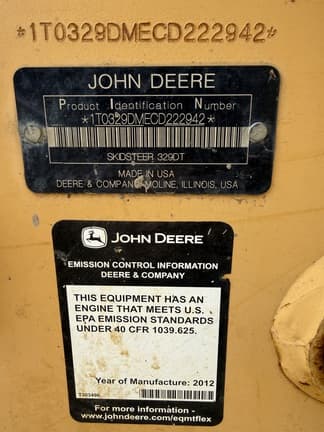 *1T0329DMECD222942*
JOHN DEERE
Product Identification Number
*1T0329DMECD222942*
SKIDSTEER 329DT
MADE IN USA
DEERE & COMPANY MOLINE, ILLINOIS, USA
JOHN DEERE
EMISSION CONTROL INFORMATION
DEERE & COMPANY
THIS EQUIPMENT HAS AN
ENGINE THAT MEETS U.S.
EPA EMISSION STANDARDS
UNDER 40 CFR 1039.625.
Year of Manufacture: 2012
For more information -
www.johndeere.com/eqmtflex